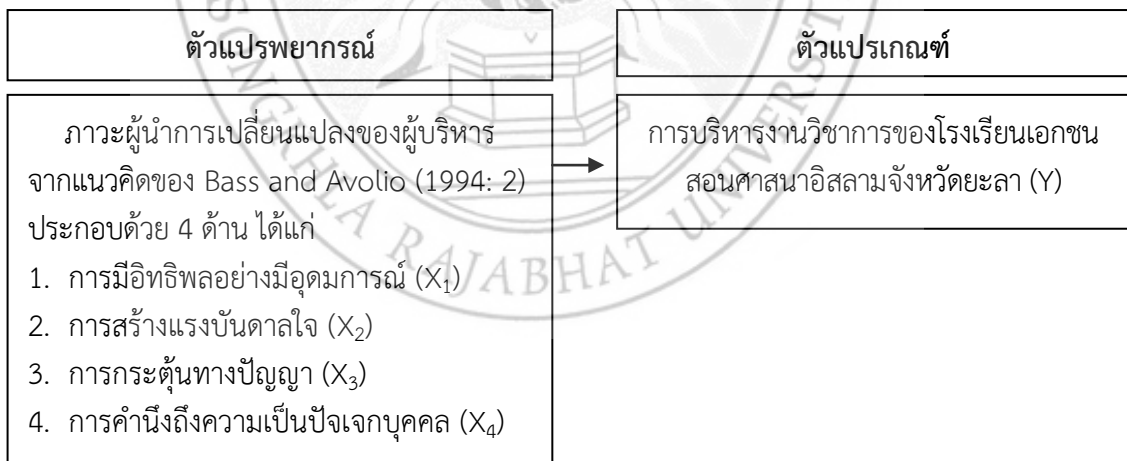 ตัวแปรพยากรณ์
ภาวะผู้นำการเปลี่ยนแปลงของผู้บริหาร
จากแนวคิดของ Bass and Avolio (1994: 2)
ประกอบด้วย 4 ด้าน ได้แก่
1. การมีอิทธิพลอย่างมีอุดมการณ์ (X₁)
2. การสร้างแรงบันดาลใจ (X₂)
3. การกระตุ้นทางปัญญา (X₃)
4. การคำนึงถึงความเป็นปัจเจกบุคคล (X₄)
ตัวแปรเกณฑ์
การบริหารงานวิชาการของโรงเรียนเอกชน
สอนศาสนาอิสลามจังหวัดยะลา (Y)
SONGKHLA RAJABHAT UNIVERS